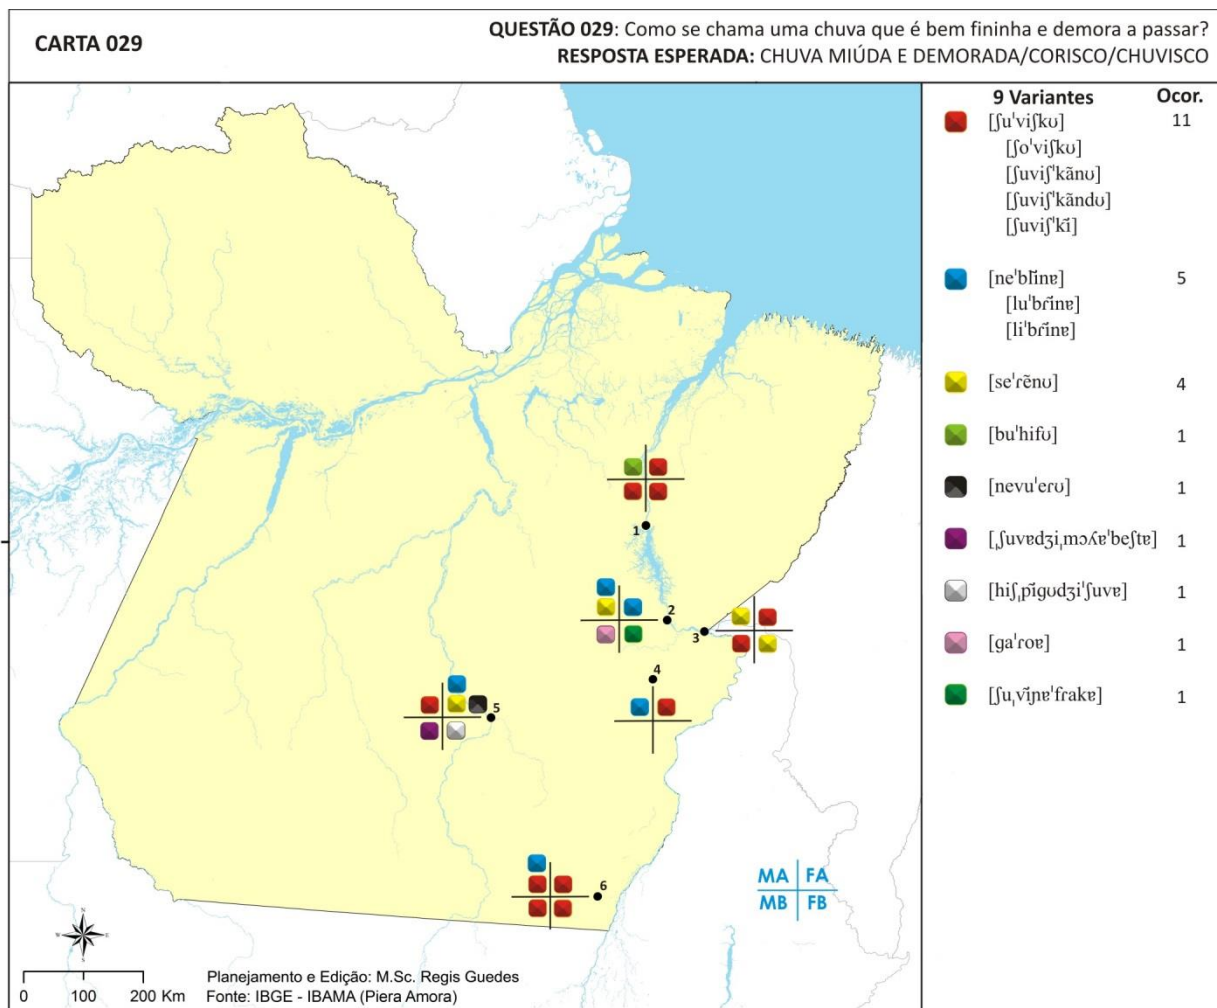 CARTA 029
QUESTÃO 029: Como se chama uma chuva que é bem fininha e demora a passar?
RESPOSTA ESPERADA: CHUVA MIÚDA E DEMORADA/CORISCO/CHUVISCO
9 Variantes Ocor.
[ʃuˈviʃkʊ] 11
[ʃoˈviʃkʊ]
[ʃuviʃˈkãnʊ]
[ʃuviʃˈkãndʊ]
[ʃuviʃˈkĩ]
[neˈblĩnɐ] 5
[luˈbɾĩnɐ]
[liˈbɾĩnɐ]
[seˈɾẽnʊ] 4
[buˈhifʊ] 1
[nevuˈeɾʊ] 1
[ˌʃuvɐdʒiˌmɔʎɐˈbeʃtɐ] 1
[hiʃˌpĩgʊdʒiˈʃuvɐ] 1
[gaˈɾoɐ] 1
[ʃuˌvĩɲɐˈfɾakɐ] 1
1
2
3
4
5
6
MA FA
MB FB
N
W E
S
0 100 200 Km
Planejamento e Edição: M.Sc. Regis Guedes
Fonte: IBGE - IBAMA (Piera Amora)